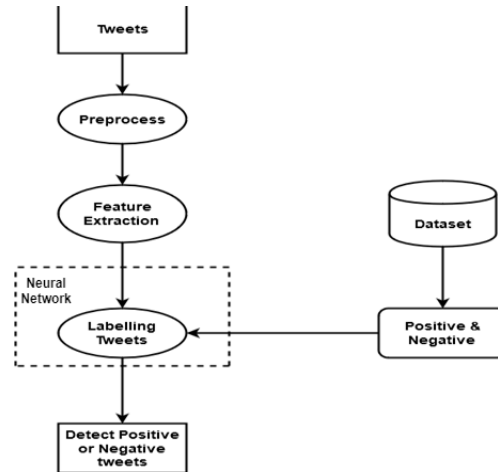 Tweets
Preprocess
Feature
Extraction
Dataset
Neural
Network
Labelling
Tweets
Positive &
Negative
Detect Positive
or Negative
tweets